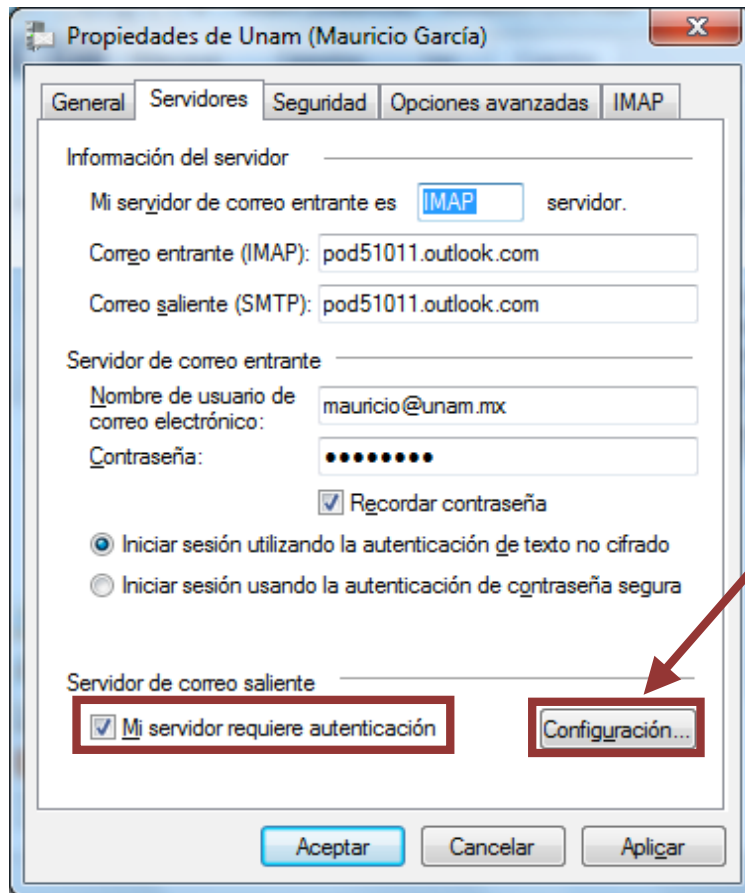 Propiedades de Unam (Mauricio García)
General Servidores Seguridad Opciones avanzadas IMAP
Información del servidor
Mi servidor de correo entrante es IMAP servidor.
Correo entrante (IMAP): pod51011.outlook.com
Correo saliente (SMTP): pod51011.outlook.com
Servidor de correo entrante
Nombre de usuario de
correo electrónico: mauricio@unam.mx
Contraseña: ●●●●●●●●
Recordar contraseña
Iniciar sesión utilizando la autenticación de texto no cifrado
Iniciar sesión usando la autenticación de contraseña segura
Servidor de correo saliente
Mi servidor requiere autenticación Configuración...
Aceptar Cancelar Aplicar